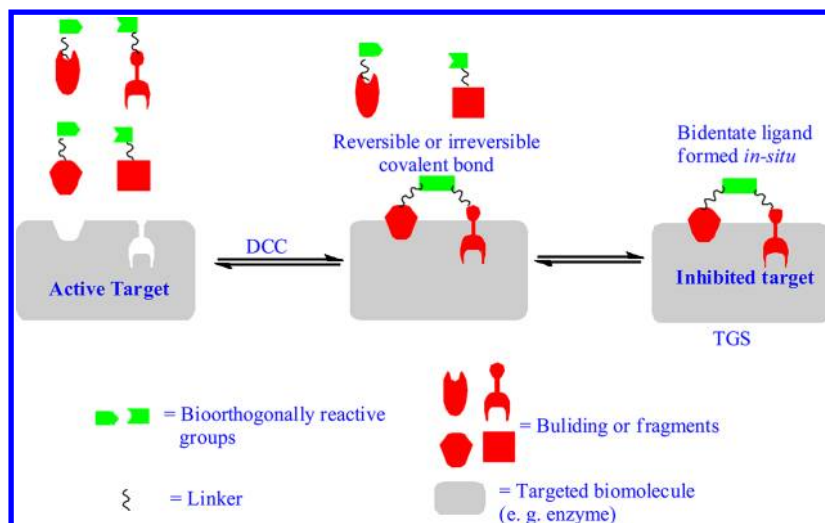 Reversible or irreversible
covalent bond
Bidentate ligand
formed in-situ
DCC
Active Target
Inhibited target
TGS
= Bioorthogonally reactive
groups
= Buliding or fragments
= Linker
= Targeted biomolecule
(e. g. enzyme)